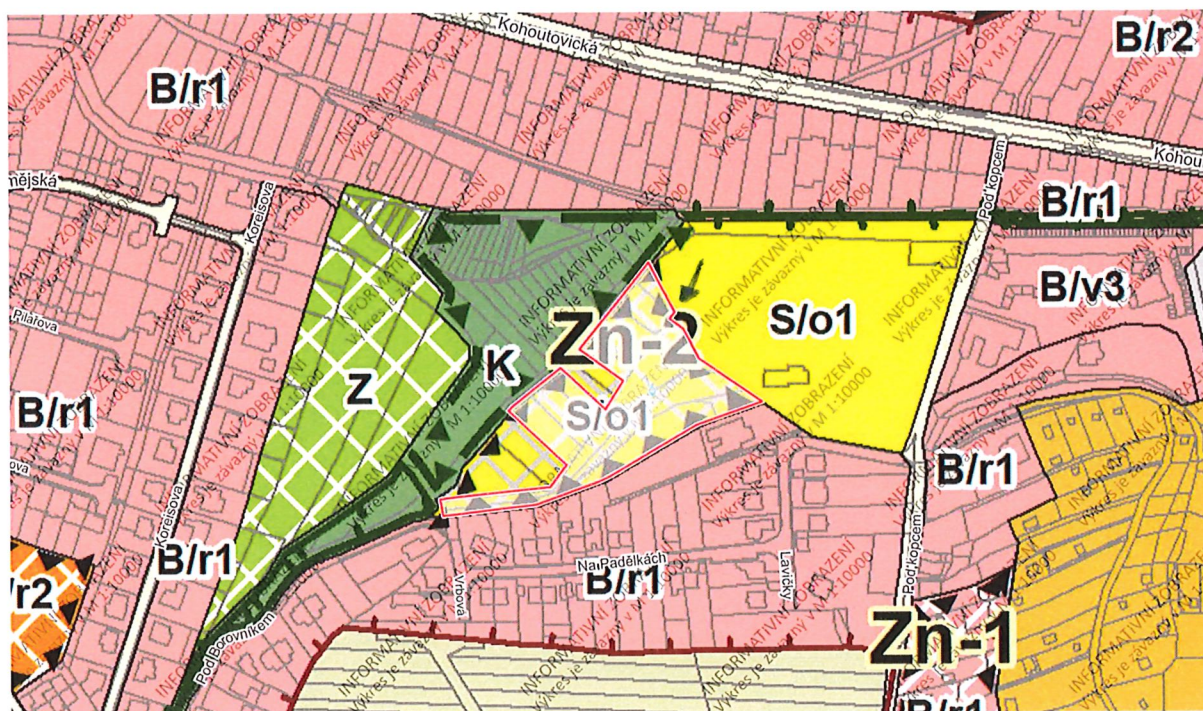 Kohoutovická
B/r2
B/r1
Kohou
mějská
Koreisova
Pod kopcem
B/r1
B/v3
Pilařova
Zn-2
S/o1
K
Z
S/o1
B/r1
B/r1
ova
Koreisova
B/r1
Na Padělkách
B/r1
Vrbova
Lavičky
Pod kopcem
/r2
Pod Borovníkem
Zn-1
B/r1
INFORMATIVNÍ ZOBRAZENÍ
Výkres je závazný v M 1:10000